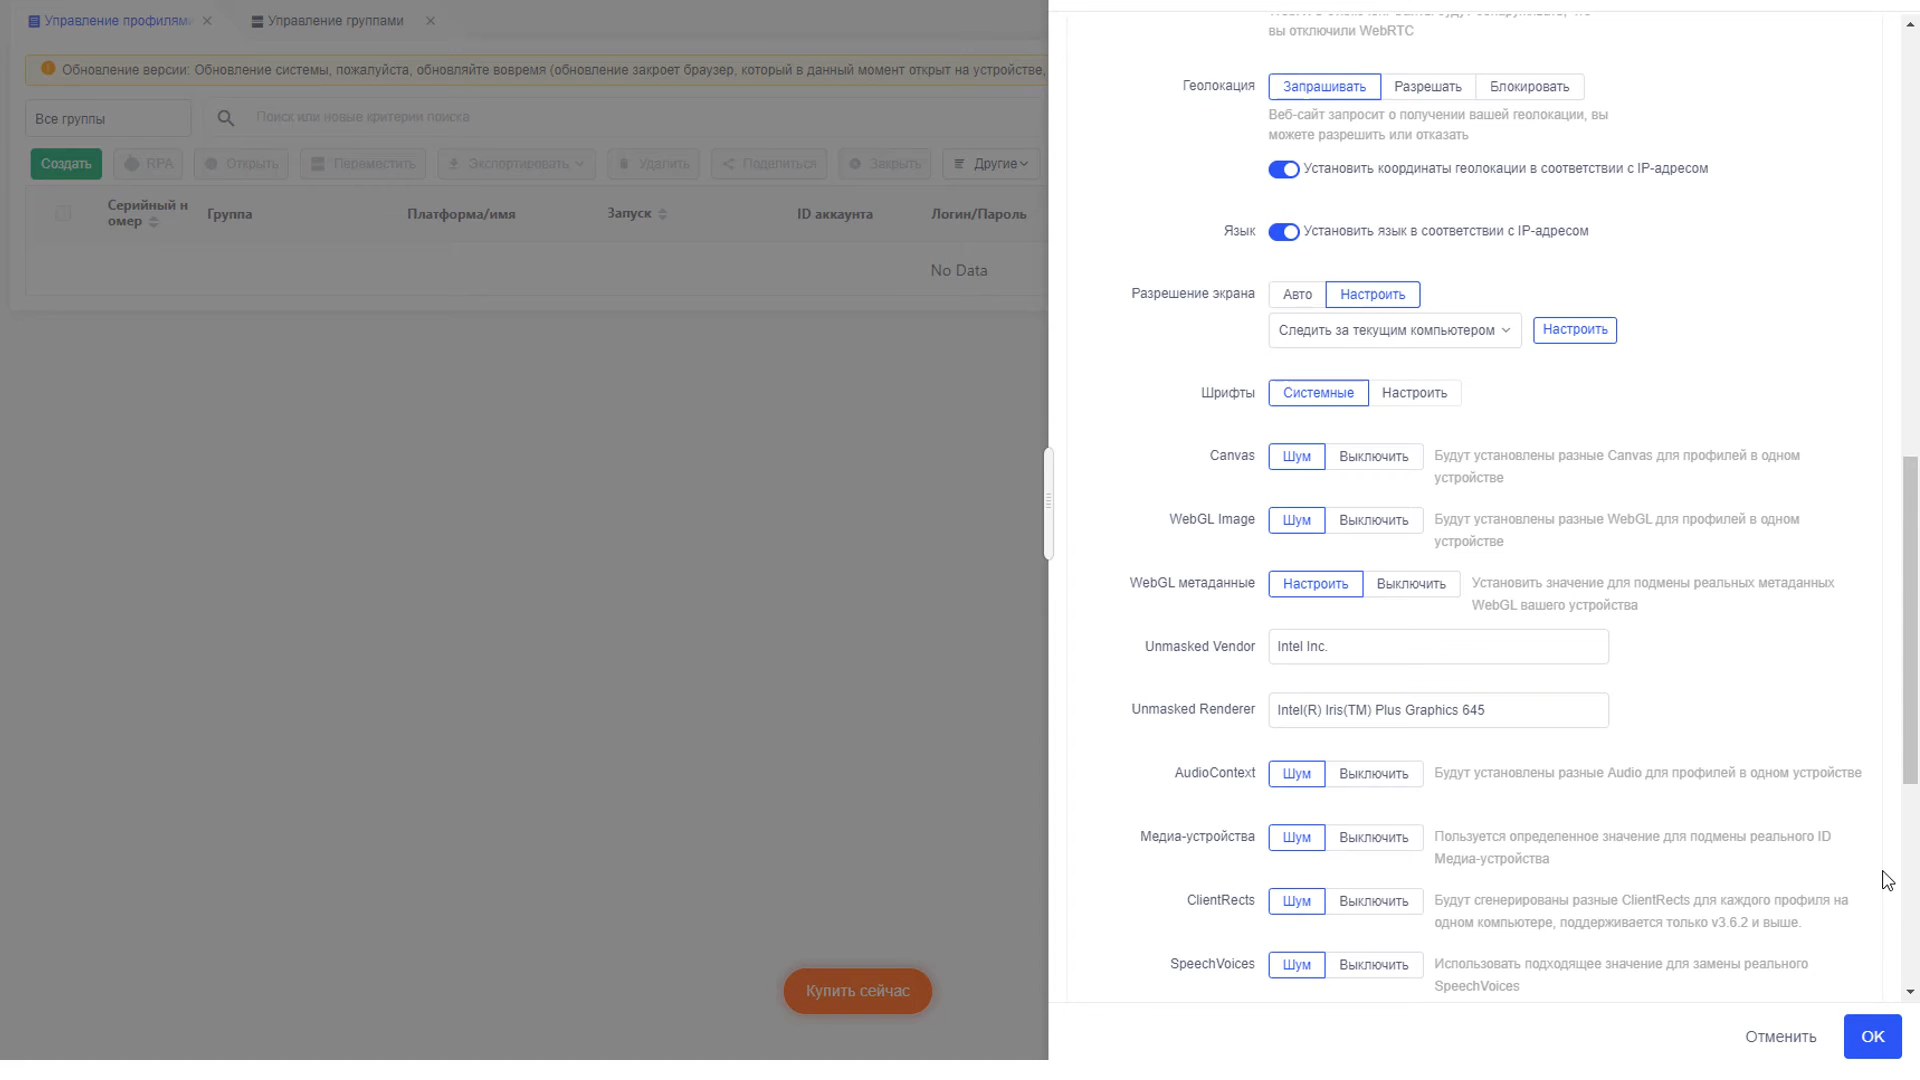 Управление профилями
Управление группами
Обновление версии: Обновление системы, пожалуйста, обновляйте вовремя (обновление закроет браузер, который в данный момент открыт на устройстве,
Все группы
Поиск или новые критерии поиска
Создать
RPA
Открыть
Переместить
Экспортировать
Удалить
Поделиться
Закрыть
Другие
Серийный н
омер
Группа
Платформа/имя
Запуск
ID аккаунта
Логин/Пароль
No Data
Купить сейчас
вы отключили WebRTC
Геолокация
Запрашивать
Разрешать
Блокировать
Веб-сайт запросит о получении вашей геолокации, вы
можете разрешить или отказать
Установить координаты геолокации в соответствии с IP-адресом
Язык
Установить язык в соответствии с IP-адресом
Разрешение экрана
Авто
Настроить
Следить за текущим компьютером
Настроить
Шрифты
Системные
Настроить
Canvas
Шум
Выключить
Будут установлены разные Canvas для профилей в одном
устройстве
WebGL Image
Шум
Выключить
Будут установлены разные WebGL для профилей в одном
устройстве
WebGL метаданные
Настроить
Выключить
Установить значение для подмены реальных метаданных
WebGL вашего устройства
Unmasked Vendor
Intel Inc.
Unmasked Renderer
Intel(R) Iris(TM) Plus Graphics 645
AudioContext
Шум
Выключить
Будут установлены разные Audio для профилей в одном устройстве
Медиа-устройства
Шум
Выключить
Пользуется определенное значение для подмены реального ID
Медиа-устройства
ClientRects
Шум
Выключить
Будут сгенерированы разные ClientRects для каждого профиля на
одном компьютере, поддерживается только v3.6.2 и выше.
SpeechVoices
Шум
Выключить
Использовать подходящее значение для замены реального
SpeechVoices
Отменить
OK